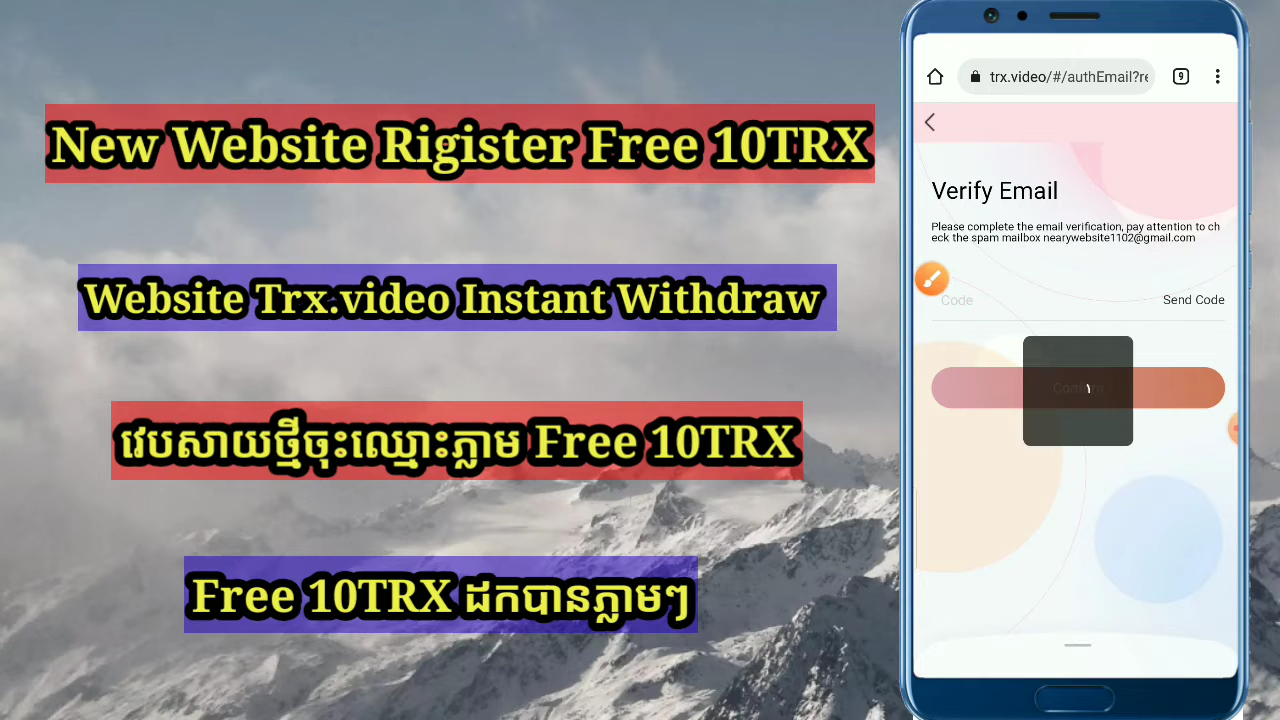 New Website Rigister Free 10TRX
Website Trx.video Instant Withdraw
វេបសាយថ្មីចុះឈ្មោះភ្លាម Free 10TRX
Free 10TRX ដកបានភ្លាមៗ
trx.video/#/authEmail?re
9
Verify Email
Please complete the email verification, pay attention to ch
eck the spam mailbox nearywebsite1102@gmail.com
Code
Send Code